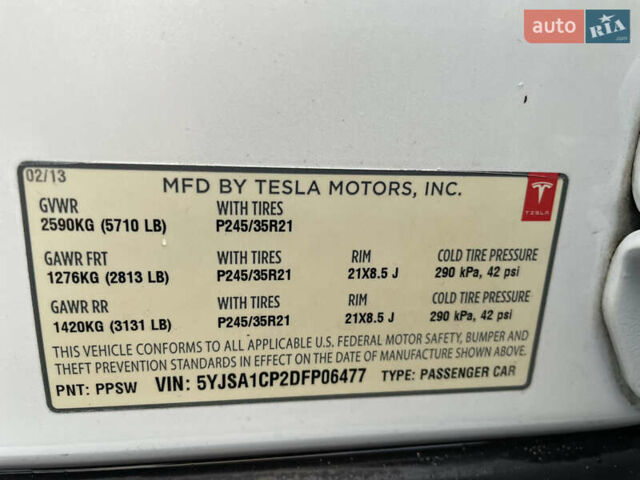 auto RIA.com
02/13
MFD BY TESLA MOTORS, INC.
TESLA
GVWR WITH TIRES
2590KG (5710 LB) P245/35R21
GAWR FRT WITH TIRES RIM COLD TIRE PRESSURE
1276KG (2813 LB) P245/35R21 21X8.5 J 290 kPa, 42 psi
GAWR RR WITH TIRES RIM COLD TIRE PRESSURE
1420KG (3131 LB) P245/35R21 21X8.5 J 290 kPa, 42 psi
THIS VEHICLE CONFORMS TO ALL APPLICABLE U.S. FEDERAL MOTOR SAFETY, BUMPER AND
THEFT PREVENTION STANDARDS IN EFFECT ON THE DATE OF MANUFACTURE SHOWN ABOVE.
PNT: PPSW VIN: 5YJSA1CP2DFP06477 TYPE: PASSENGER CAR